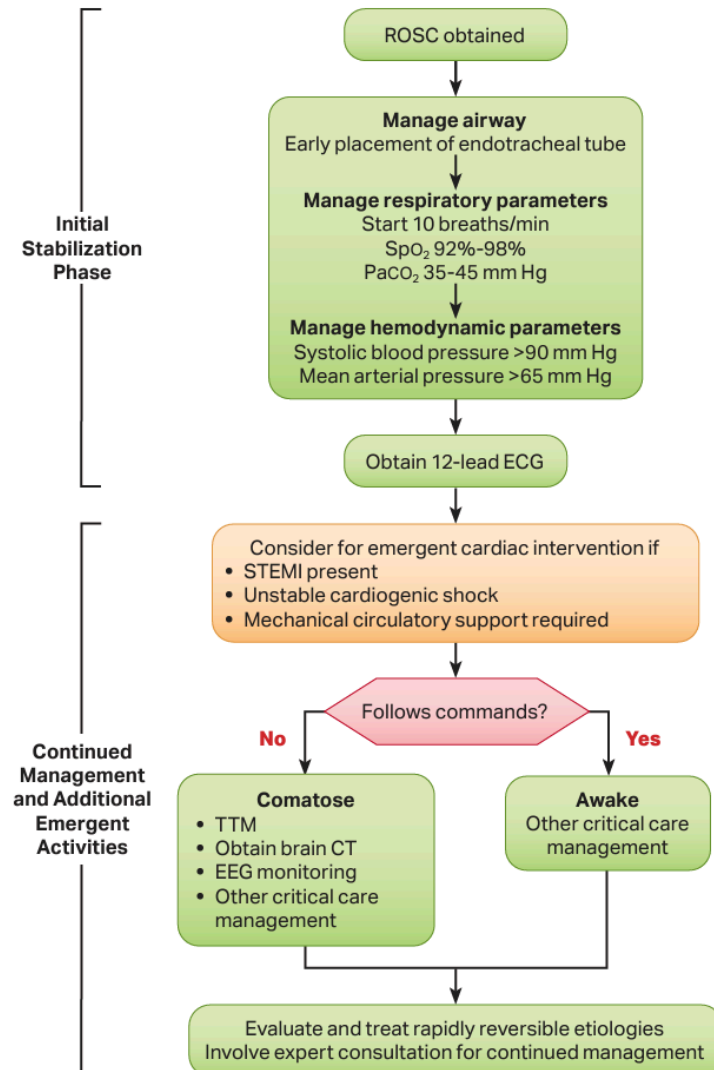 ROSC obtained
Manage airway
Early placement of endotracheal tube
Manage respiratory parameters
Start 10 breaths/min
SpO₂ 92%-98%
PaCO₂ 35-45 mm Hg
Manage hemodynamic parameters
Systolic blood pressure >90 mm Hg
Mean arterial pressure >65 mm Hg
Initial
Stabilization
Phase
Obtain 12-lead ECG
Consider for emergent cardiac intervention if
• STEMI present
• Unstable cardiogenic shock
• Mechanical circulatory support required
Follows commands?
No
Yes
Continued
Management
and Additional
Emergent
Activities
Comatose
• TTM
• Obtain brain CT
• EEG monitoring
• Other critical care
management
Awake
Other critical care
management
Evaluate and treat rapidly reversible etiologies
Involve expert consultation for continued management